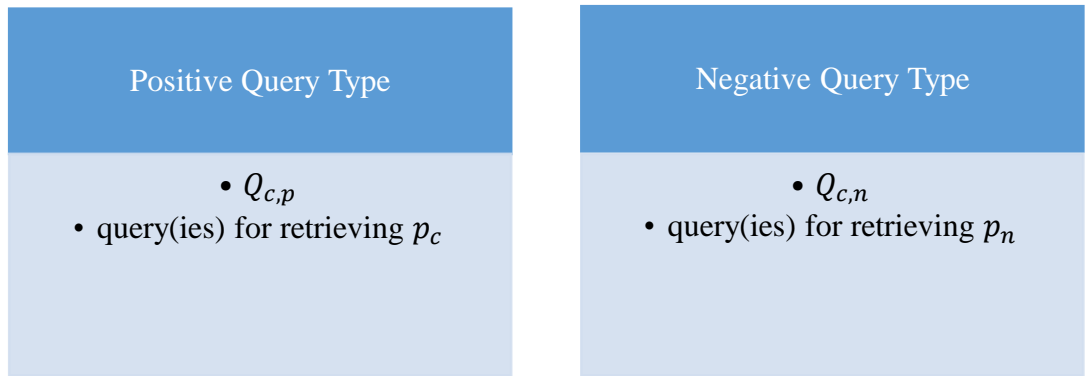 Positive Query Type
• Q_{c,p}
• query(ies) for retrieving p_c
Negative Query Type
• Q_{c,n}
• query(ies) for retrieving p_n